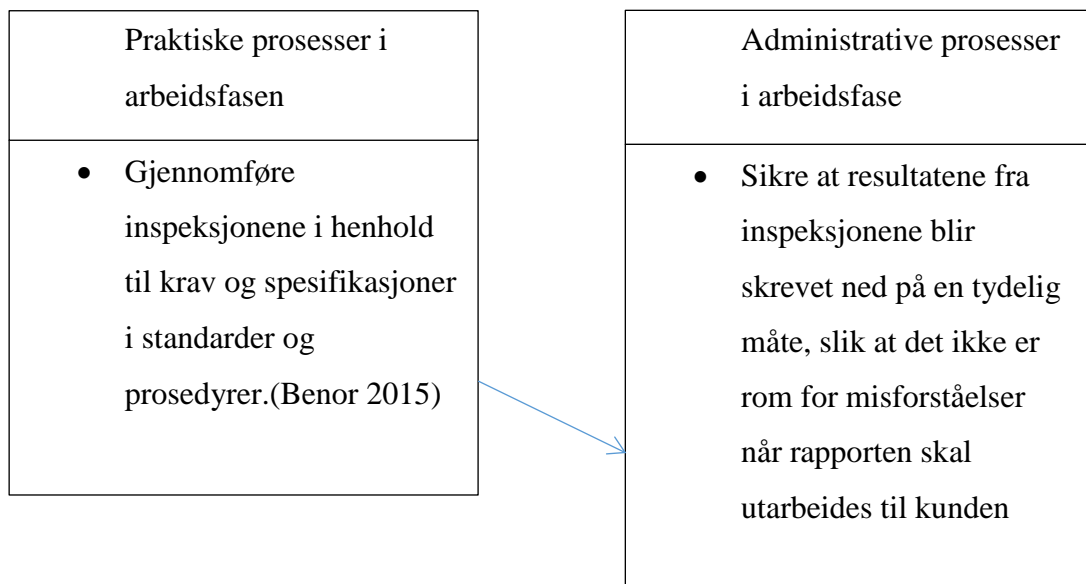 Praktiske prosesser i
arbeidsfasen
• Gjennomføre
inspeksjonene i henhold
til krav og spesifikasjoner
i standarder og
prosedyrer.(Benor 2015)
Administrative prosesser
i arbeidsfase
• Sikre at resultatene fra
inspeksjonene blir
skrevet ned på en tydelig
måte, slik at det ikke er
rom for misforståelser
når rapporten skal
utarbeides til kunden